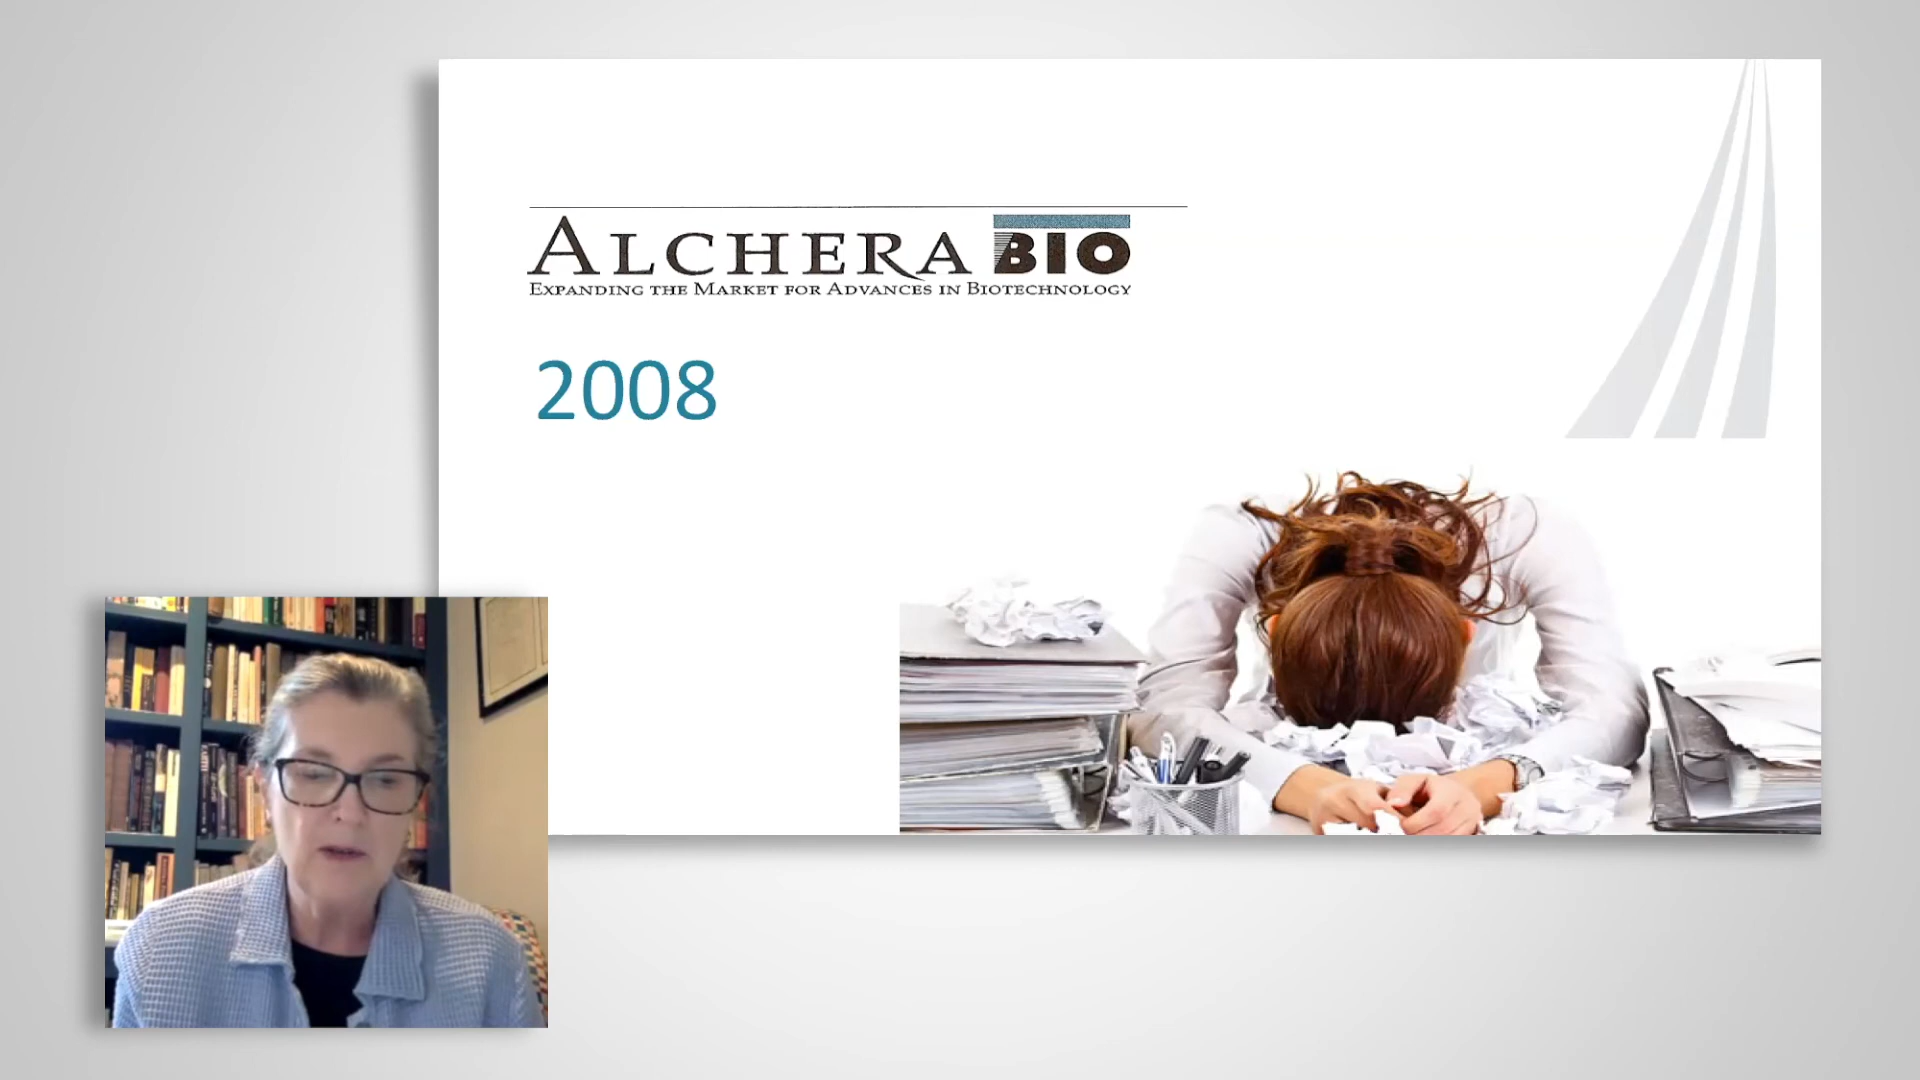 ALCHERA BIO
EXPANDING THE MARKET FOR ADVANCES IN BIOTECHNOLOGY
2008